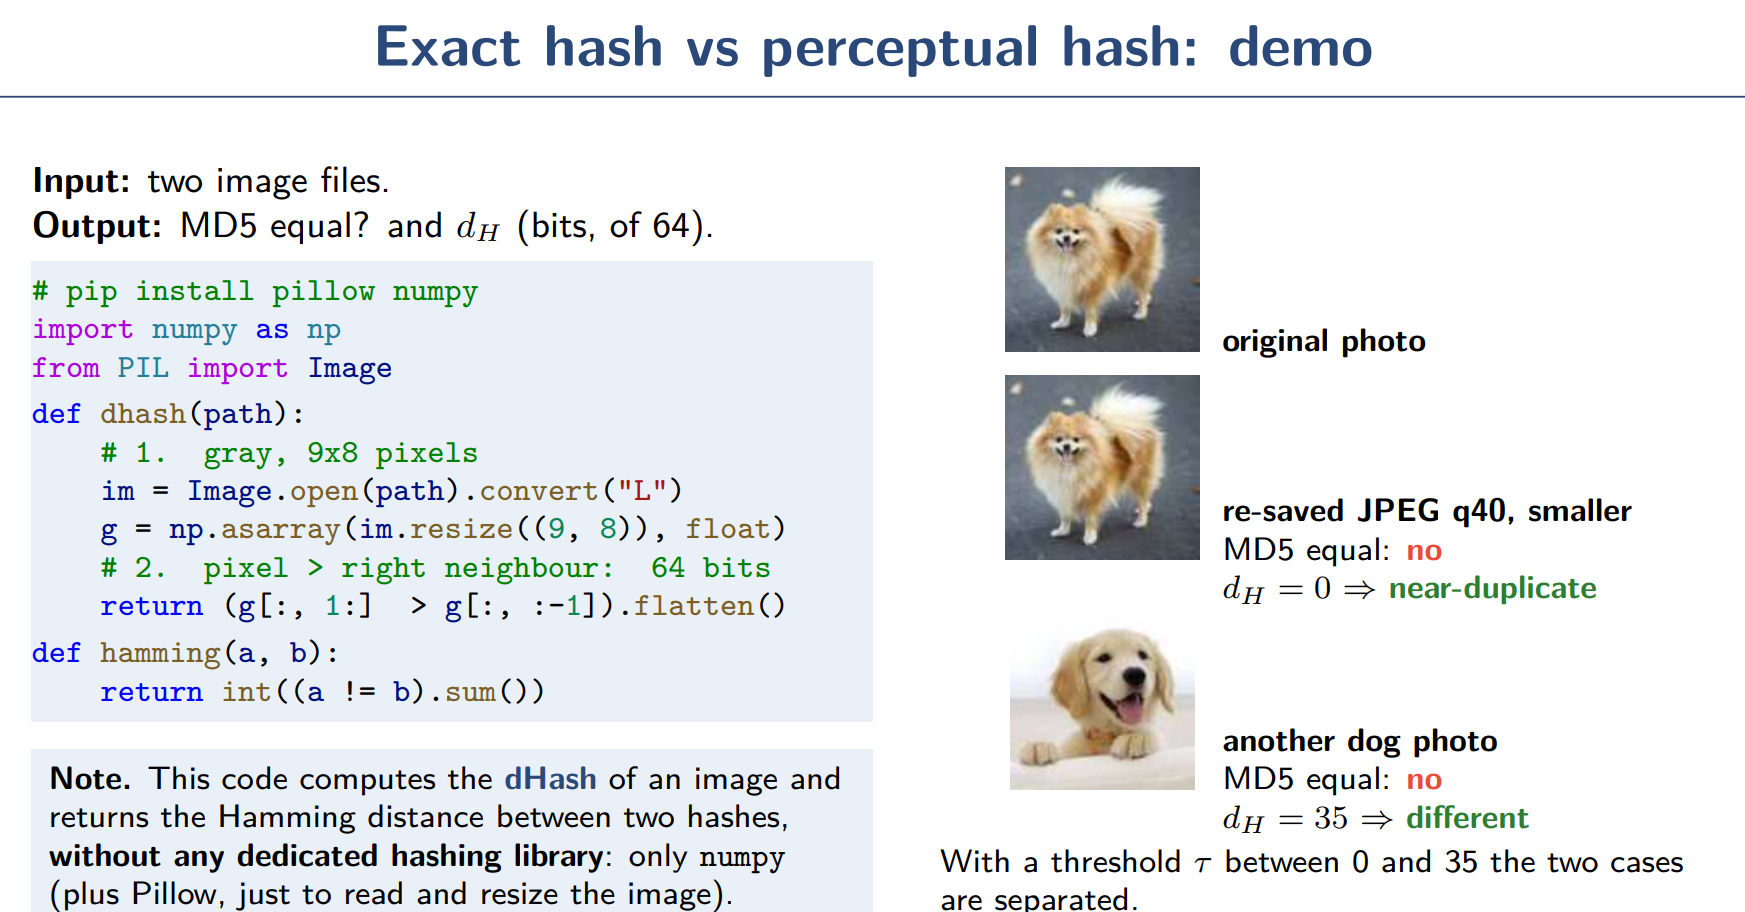 Exact hash vs perceptual hash: demo
Input: two image files.
Output: MD5 equal? and d_H (bits, of 64).
# pip install pillow numpy
import numpy as np
from PIL import Image
def dhash(path):
    # 1.  gray, 9x8 pixels
    im = Image.open(path).convert("L")
    g = np.asarray(im.resize((9, 8)), float)
    # 2.  pixel > right neighbour:  64 bits
    return (g[:, 1:]  > g[:, :-1]).flatten()
def hamming(a, b):
    return int((a != b).sum())
Note. This code computes the dHash of an image and
returns the Hamming distance between two hashes,
without any dedicated hashing library: only numpy
(plus Pillow, just to read and resize the image).
original photo
re-saved JPEG q40, smaller
MD5 equal: no
d_H = 0 ⇒ near-duplicate
another dog photo
MD5 equal: no
d_H = 35 ⇒ different
With a threshold τ between 0 and 35 the two cases
are separated.